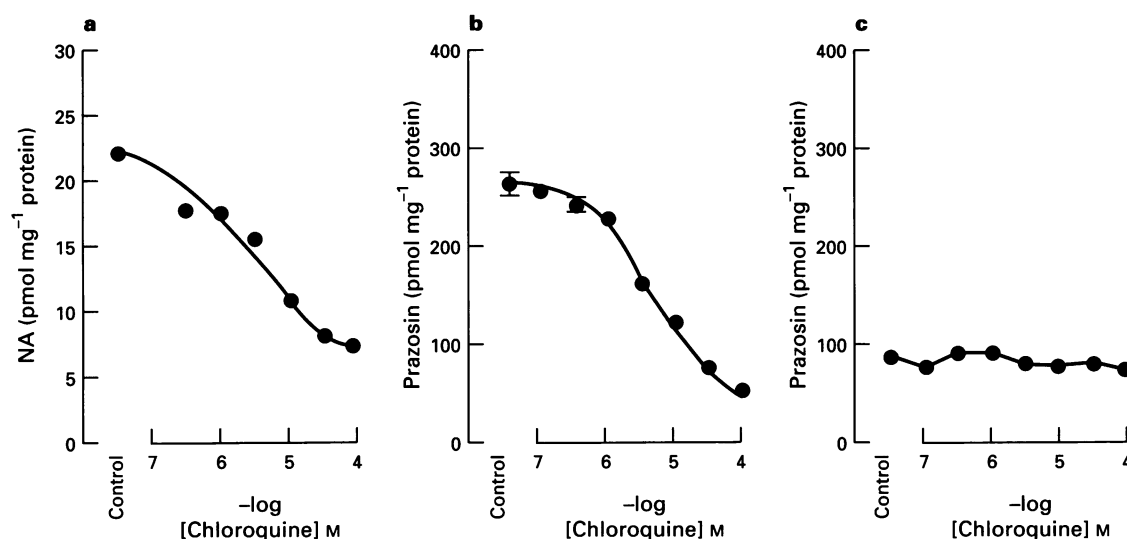 a
30
25
20
15
10
5
0
NA (pmol mg⁻¹ protein)
Control
7 6 5 4
–log
[Chloroquine] M
b
400
300
200
100
0
Prazosin (pmol mg⁻¹ protein)
Control
7 6 5 4
–log
[Chloroquine] M
c
400
300
200
100
0
Prazosin (pmol mg⁻¹ protein)
Control
7 6 5 4
–log
[Chloroquine] M